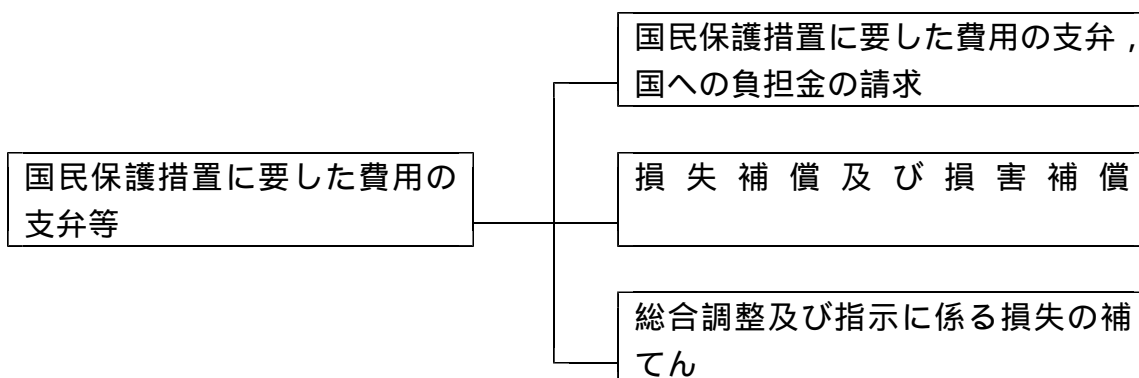 国民保護措置に要した費用の支弁，
国への負担金の請求
国民保護措置に要した費用の
支弁等
損失補償及び損害補償
総合調整及び指示に係る損失の補
てん